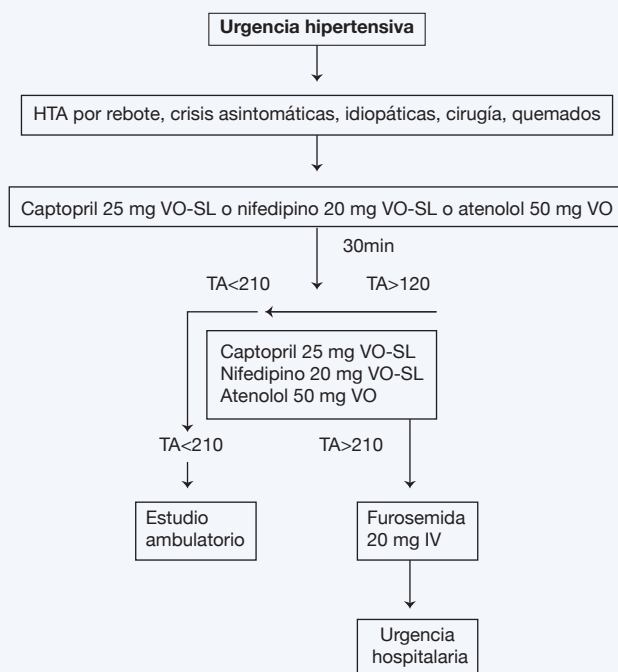 Urgencia hipertensiva
HTA por rebote, crisis asintomáticas, idiopáticas, cirugía, quemados
Captopril 25 mg VO-SL o nifedipino 20 mg VO-SL o atenolol 50 mg VO
30min
TA<210 TA>120
Captopril 25 mg VO-SL
Nifedipino 20 mg VO-SL
Atenolol 50 mg VO
TA<210 TA>210
Estudio
ambulatorio
Furosemida
20 mg IV
Urgencia
hospitalaria